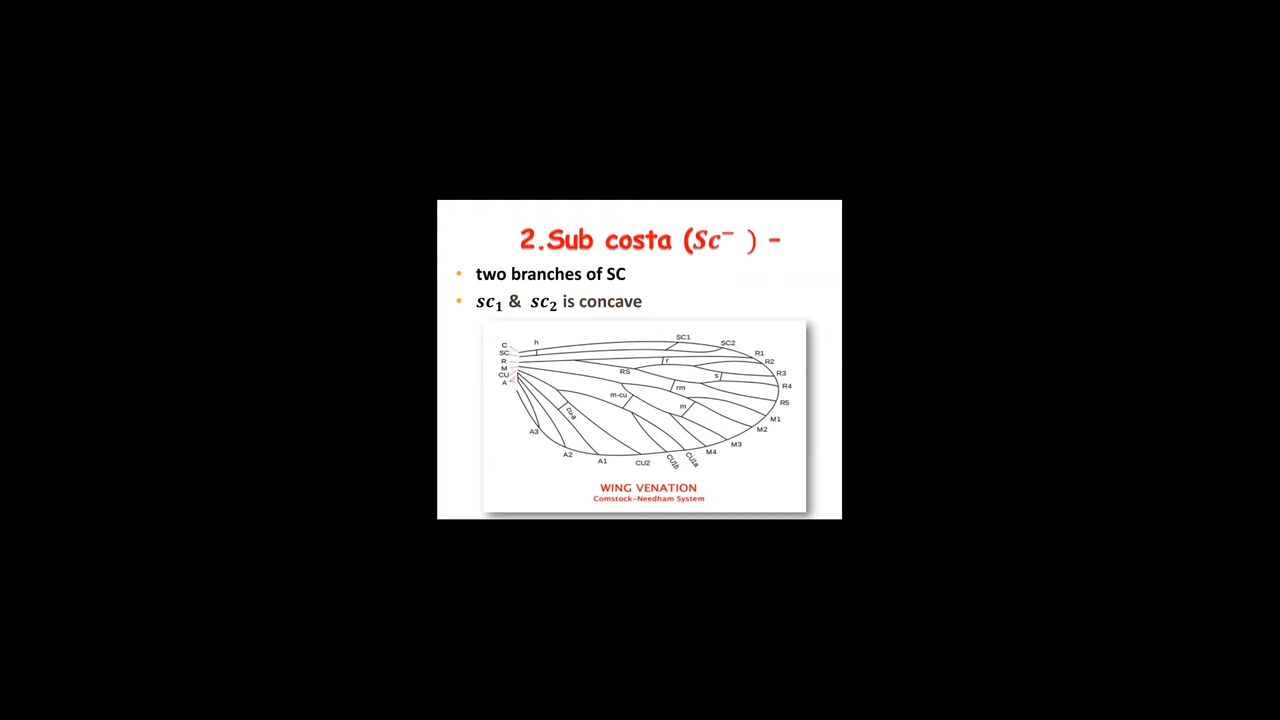 2.Sub costa (Sc⁻ ) -
• two branches of SC
• sc₁ & sc₂ is concave
SC1
SC2
h
C
SC
R
M
CU
A
R1
R2
R3
R4
R5
r
RS
s
rm
m-cu
m
cu-a
M1
M2
M3
M4
A3
A2
A1
CU2
CU1b
CU1a
WING VENATION
Comstock-Needham System